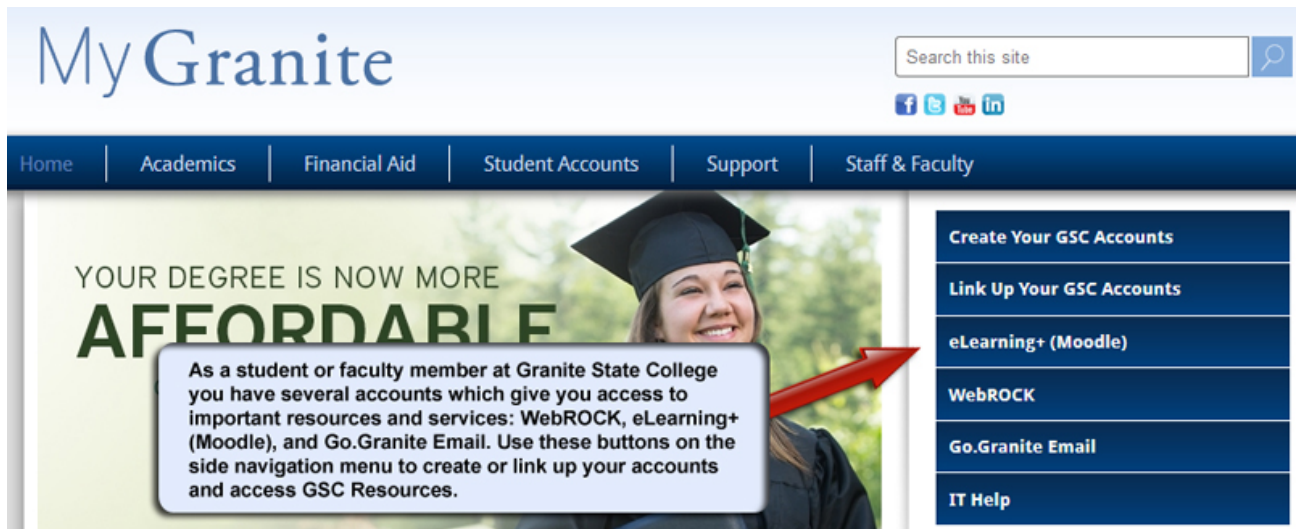 My Granite
Search this site
Home
Academics
Financial Aid
Student Accounts
Support
Staff & Faculty
YOUR DEGREE IS NOW MORE
AFFORDABLE
As a student or faculty member at Granite State College
you have several accounts which give you access to
important resources and services: WebROCK, eLearning+
(Moodle), and Go.Granite Email. Use these buttons on the
side navigation menu to create or link up your accounts
and access GSC Resources.
Create Your GSC Accounts
Link Up Your GSC Accounts
eLearning+ (Moodle)
WebROCK
Go.Granite Email
IT Help